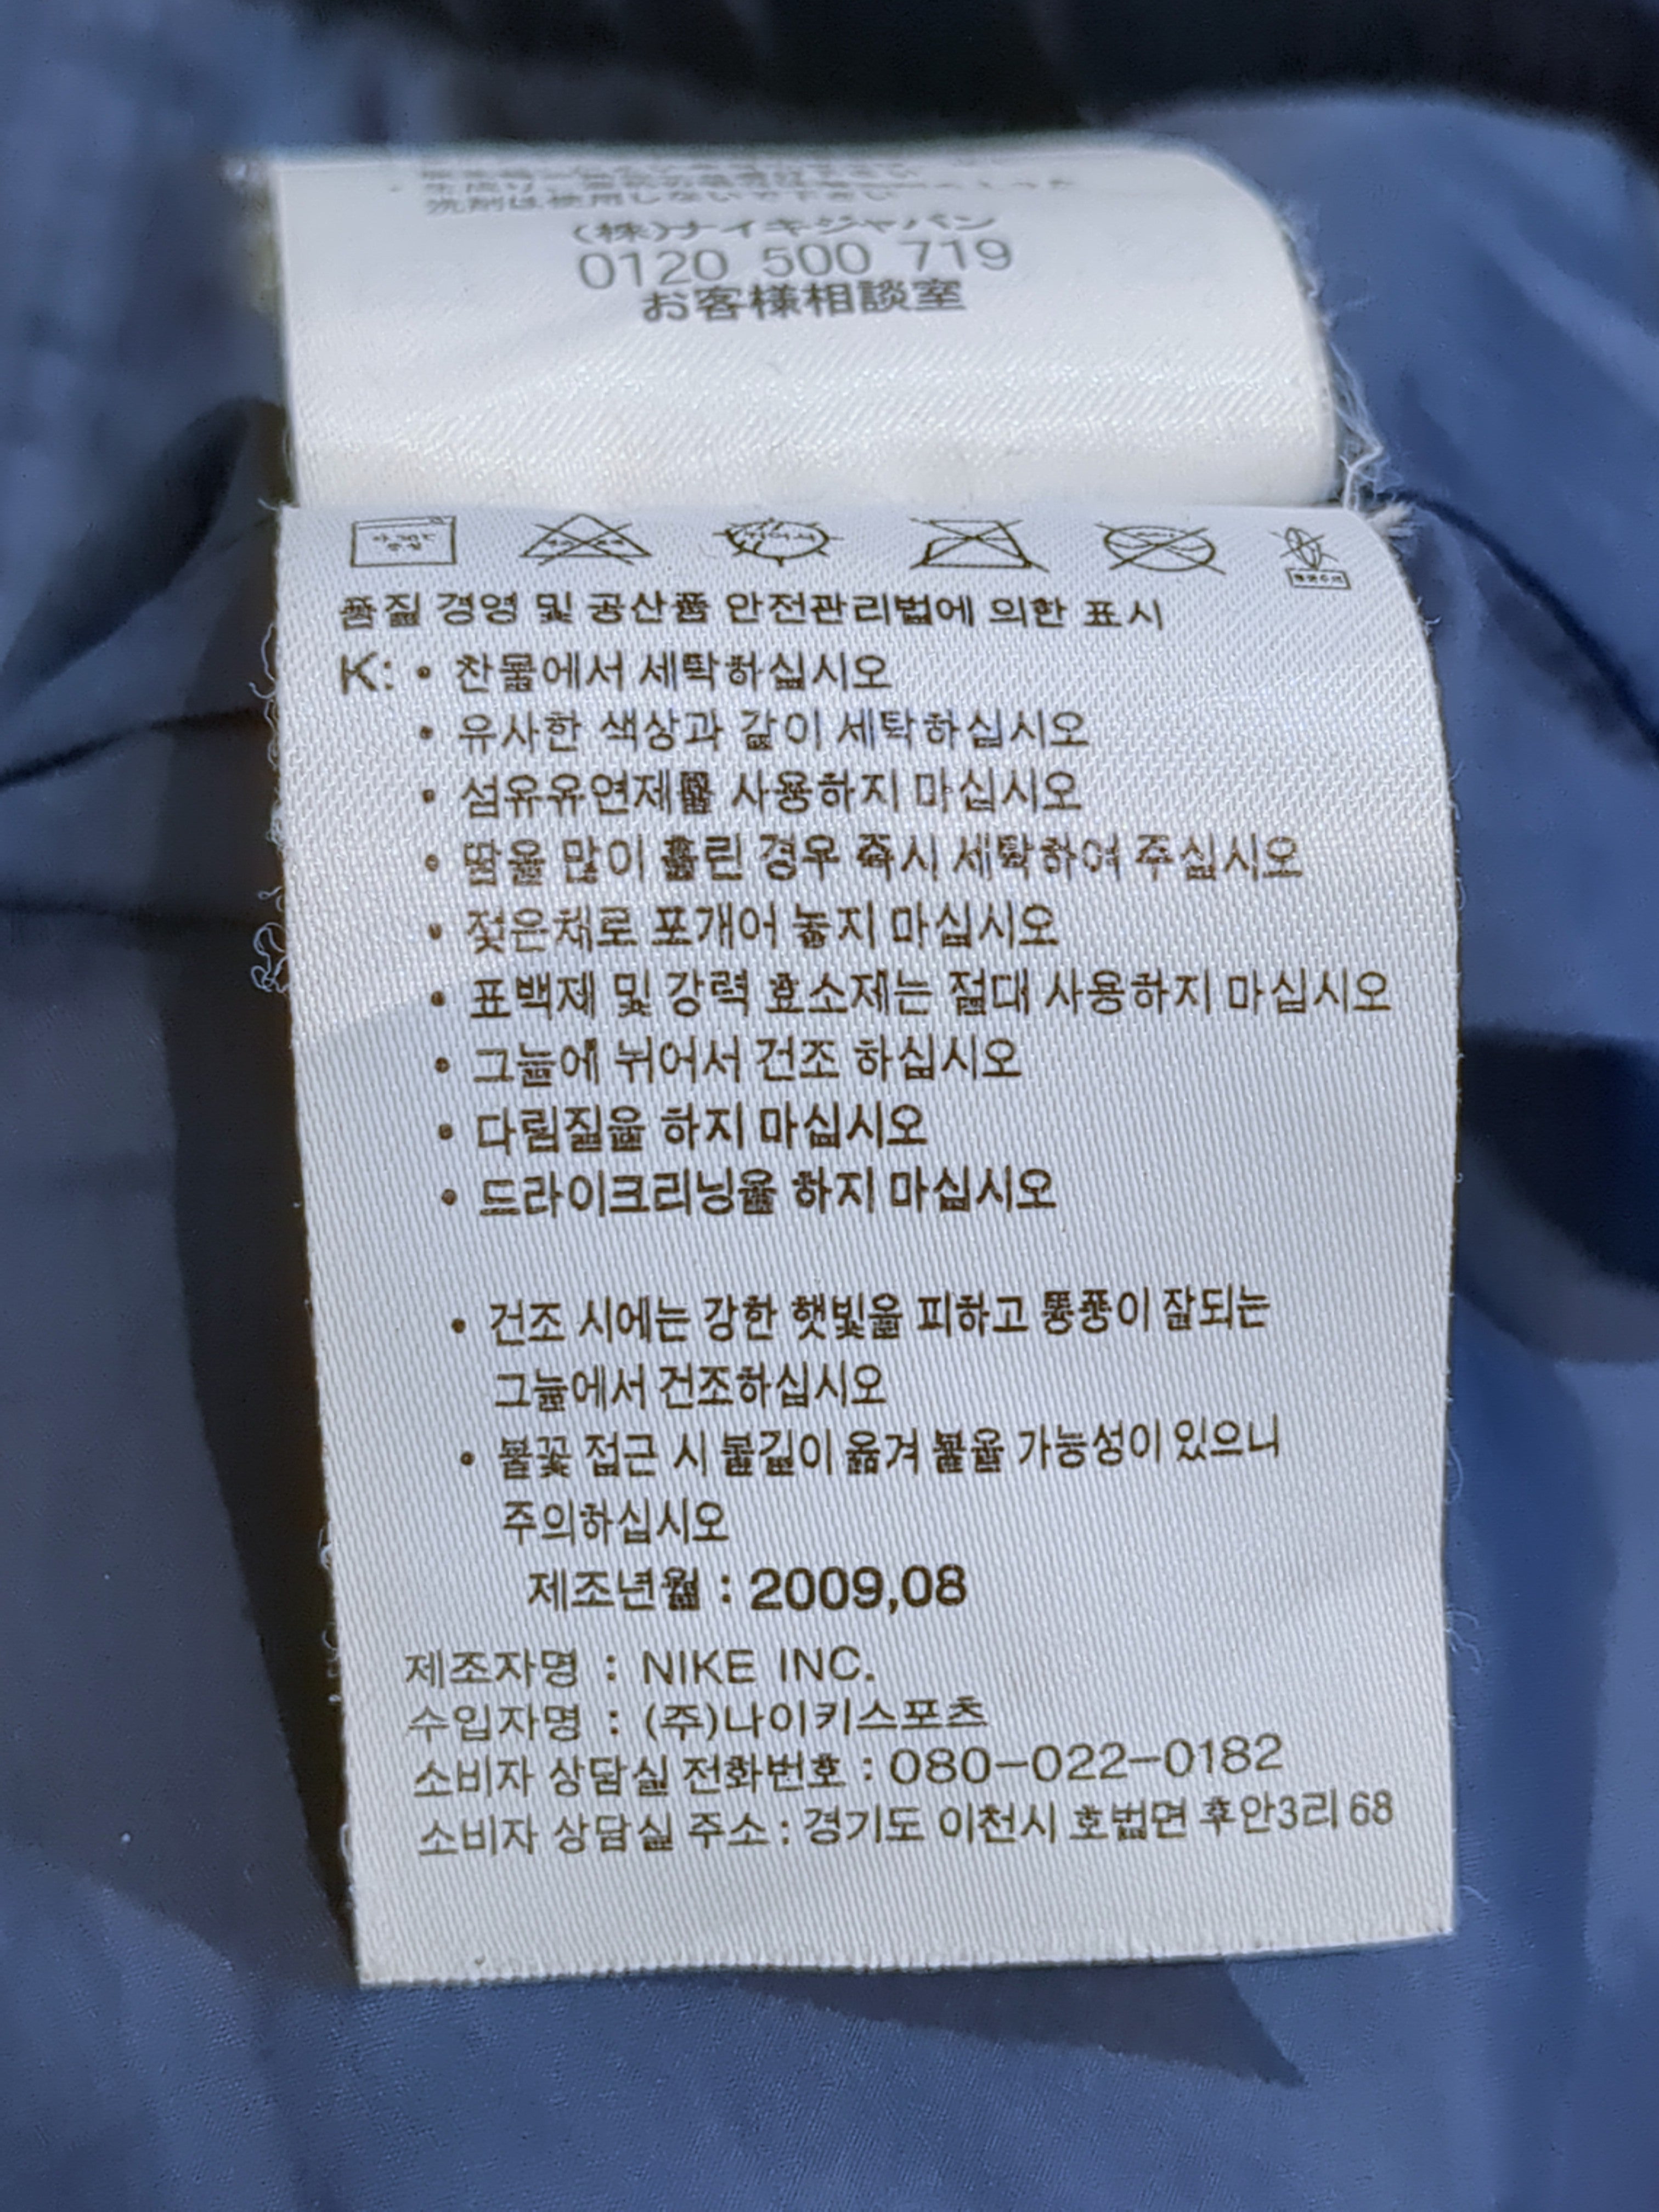 洗剤は使用しないで下さい
(株)ナイキジャパン
0120 500 719
お客様相談室
품질 경영 및 공산품 안전관리법에 의한 표시
K: • 찬물에서 세탁하십시오
• 유사한 색상과 같이 세탁하십시오
• 섬유유연제를 사용하지 마십시오
• 땀을 많이 흘린 경우 즉시 세탁하여 주십시오
• 젖은채로 포개어 놓지 마십시오
• 표백재 및 강력 효소제는 절대 사용하지 마십시오
• 그늘에 뉘어서 건조 하십시오
• 다림질을 하지 마십시오
• 드라이크리닝을 하지 마십시오
• 건조 시에는 강한 햇빛을 피하고 통풍이 잘되는
그늘에서 건조하십시오
• 불꽃 접근 시 불길이 옮겨 붙을 가능성이 있으니
주의하십시오
제조년월 : 2009,08
제조자명 : NIKE INC.
수입자명 : (주)나이키스포츠
소비자 상담실 전화번호 : 080-022-0182
소비자 상담실 주소 : 경기도 이천시 호법면 후안3리 68